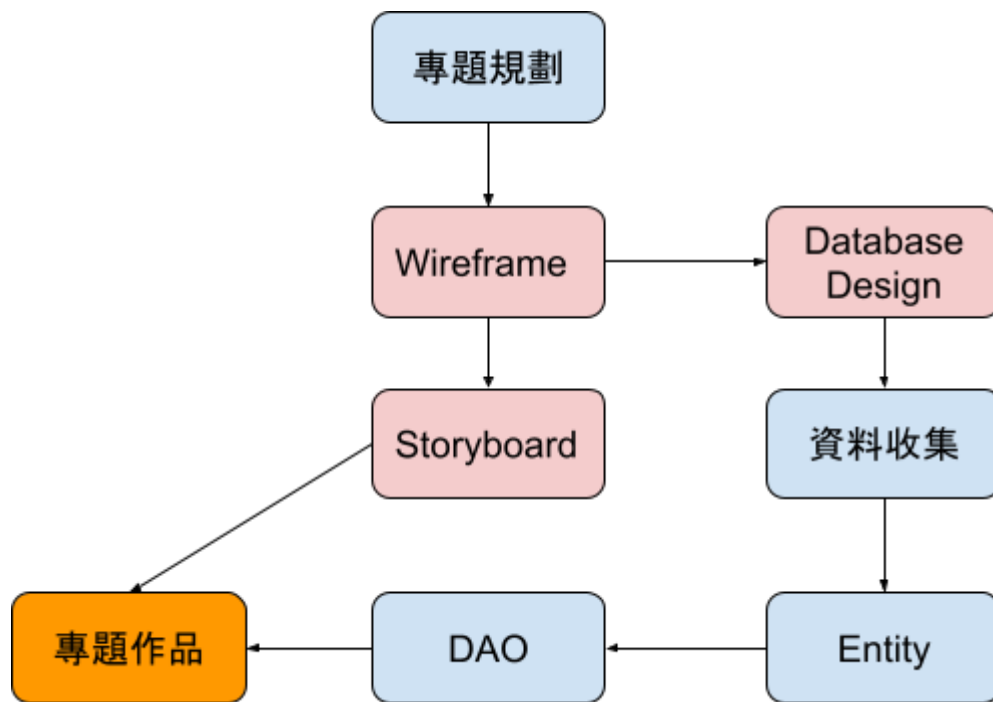 專題規劃
Wireframe
Database
Design
Storyboard
資料收集
專題作品
DAO
Entity